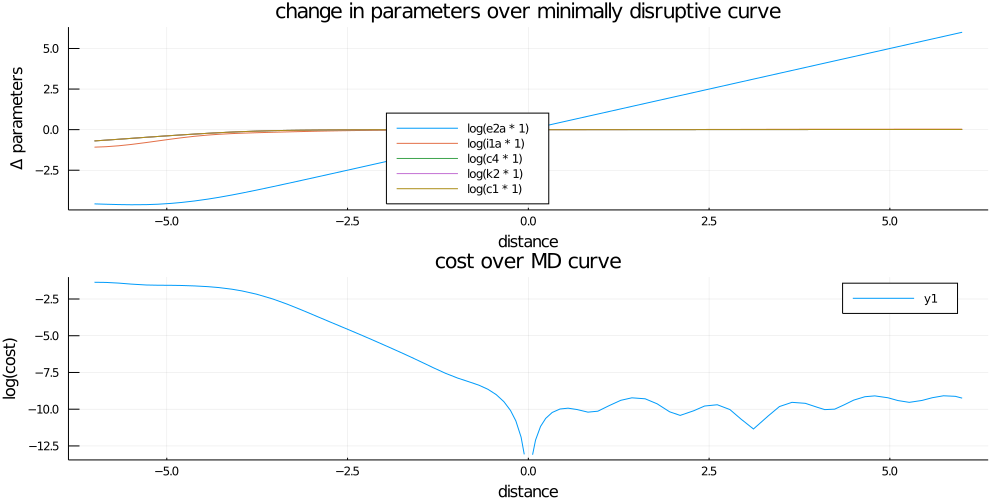 change in parameters over minimally disruptive curve
Δ parameters
5.0
2.5
0.0
−2.5
log(e2a * 1)
log(i1a * 1)
log(c4 * 1)
log(k2 * 1)
log(c1 * 1)
−5.0
−2.5
0.0
2.5
5.0
distance
cost over MD curve
log(cost)
−2.5
−5.0
−7.5
−10.0
−12.5
y1
−5.0
−2.5
0.0
2.5
5.0
distance